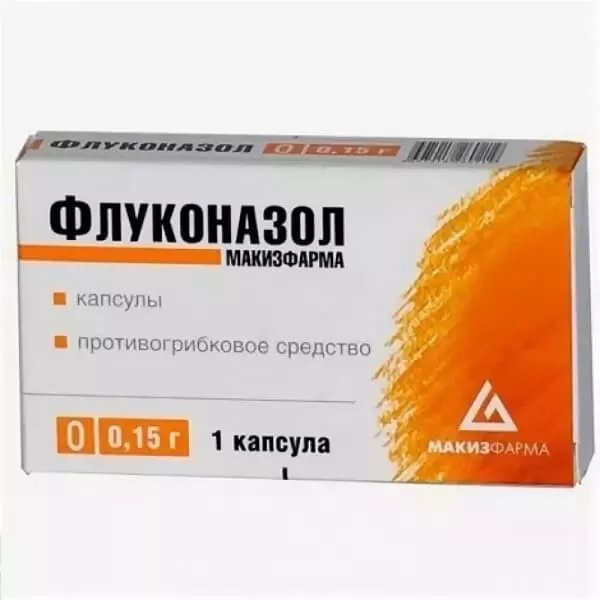 ФЛУКОНАЗОЛ 0 0,15 г
ФЛУКОНАЗОЛ
МАКИЗФАРМА
капсулы
противогрибковое средство
0 0,15 г 1 капсула
МАКИЗФАРМА